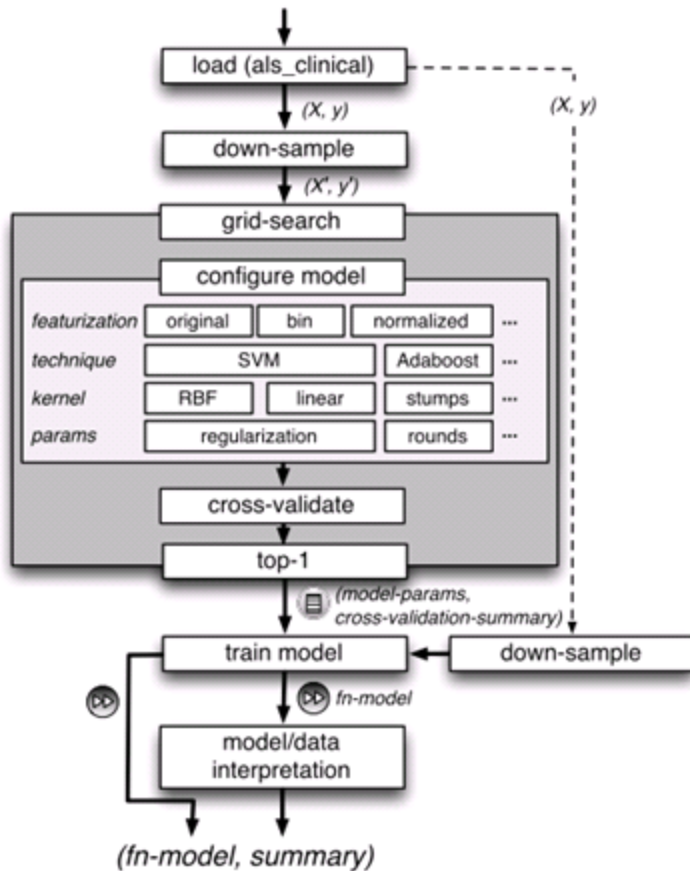 load (als_clinical)
(X, y)
(X, y)
down-sample
(X', y')
grid-search
configure model
featurization original bin normalized ...
technique SVM Adaboost ...
kernel RBF linear stumps ...
params regularization rounds ...
cross-validate
top-1
(model-params,
cross-validation-summary)
train model
down-sample
fn-model
model/data
interpretation
(fn-model, summary)